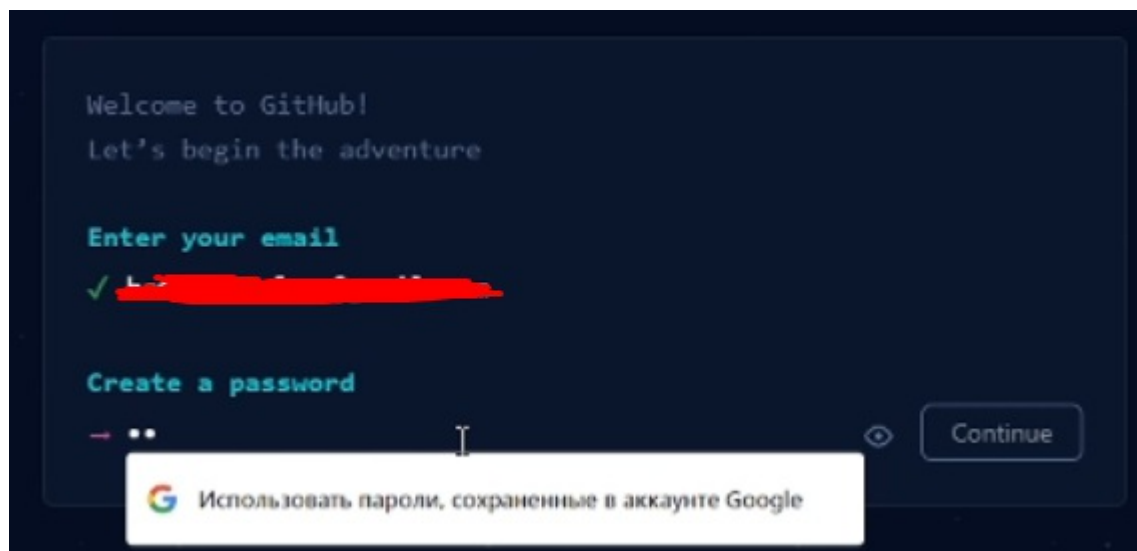 Welcome to GitHub!
Let's begin the adventure
Enter your email
✓
Create a password
→ ••
Continue
Использовать пароли, сохраненные в аккаунте Google